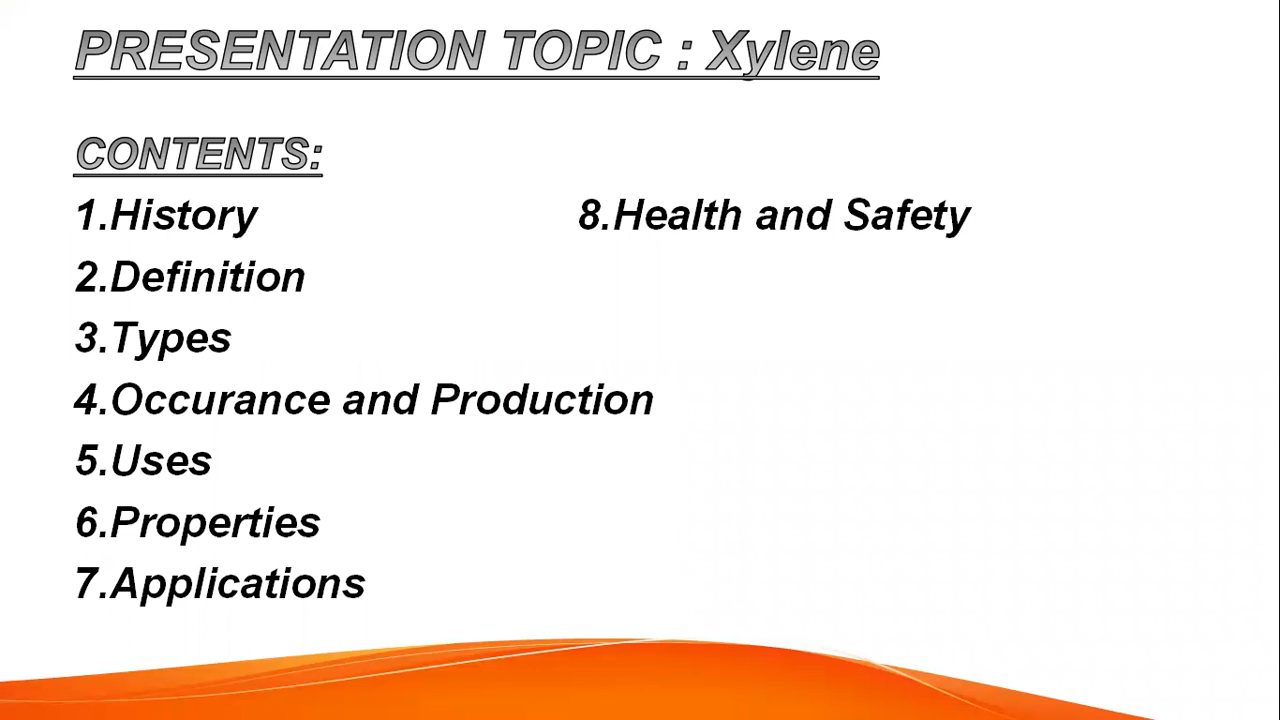 PRESENTATION TOPIC : Xylene
CONTENTS:
1.History
2.Definition
3.Types
4.Occurance and Production
5.Uses
6.Properties
7.Applications
8.Health and Safety